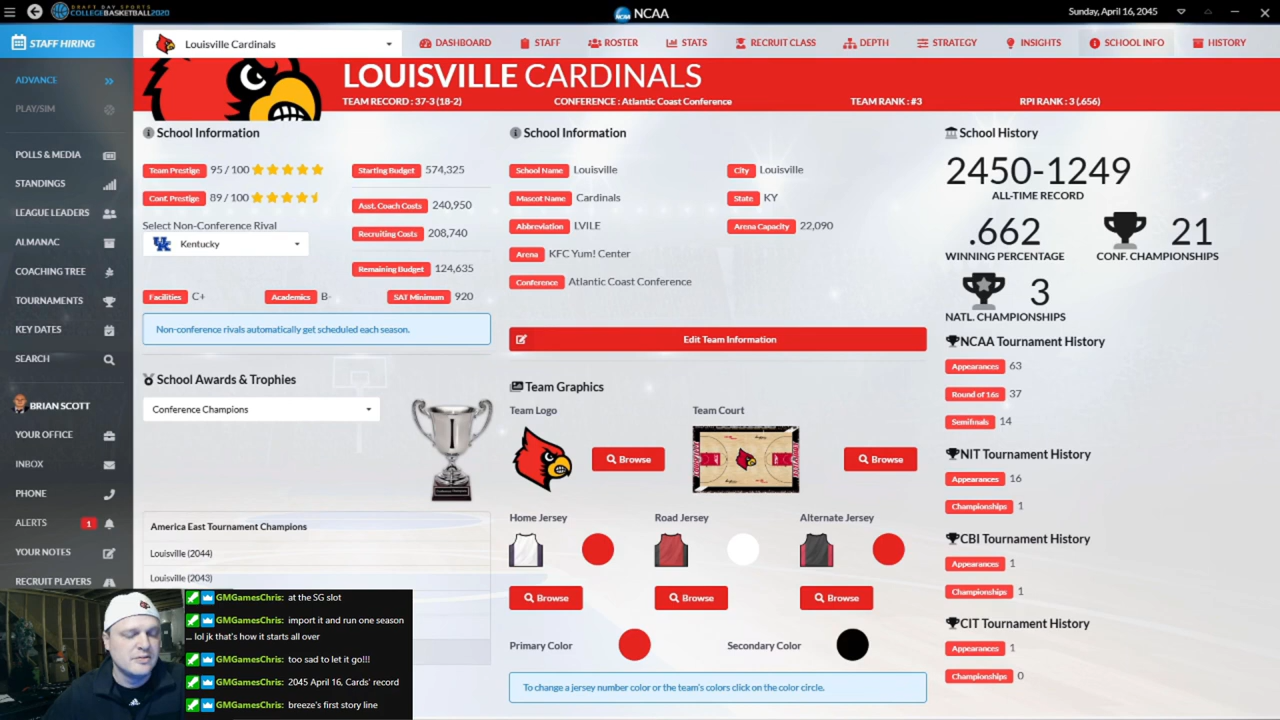 DRAFT DAY SPORTS
COLLEGE BASKETBALL 2020
NCAA
Sunday, April 16, 2045
STAFF HIRING
Louisville Cardinals
DASHBOARD
STAFF
ROSTER
STATS
RECRUIT CLASS
DEPTH
STRATEGY
INSIGHTS
SCHOOL INFO
HISTORY
LOUISVILLE CARDINALS
TEAM RECORD : 37-3 (18-2)
CONFERENCE : Atlantic Coast Conference
TEAM RANK : #3
RPI RANK : 3 (.656)
ADVANCE
PLAY/SIM
POLLS & MEDIA
STANDINGS
LEAGUE LEADERS
ALMANAC
COACHING TREE
TOURNAMENTS
KEY DATES
SEARCH
BRIAN SCOTT
YOUR OFFICE
INBOX
PHONE
ALERTS 1
YOUR NOTES
RECRUIT PLAYERS
School Information
Team Prestige 95 / 100
Conf. Prestige 89 / 100
Select Non-Conference Rival
UK Kentucky
Starting Budget 574,325
Asst. Coach Costs 240,950
Recruiting Costs 208,740
Remaining Budget 124,635
Facilities C+
Academics B-
SAT Minimum 920
Non-conference rivals automatically get scheduled each season.
School Awards & Trophies
Conference Champions
America East Tournament Champions
Louisville (2044)
Louisville (2043)
School Information
School Name Louisville
City Louisville
Mascot Name Cardinals
State KY
Abbreviation LVILE
Arena Capacity 22,090
Arena KFC Yum! Center
Conference Atlantic Coast Conference
Edit Team Information
Team Graphics
Team Logo
Team Court
Browse
Browse
Home Jersey
Road Jersey
Alternate Jersey
Browse
Browse
Browse
Primary Color
Secondary Color
To change a jersey number color or the team's colors click on the color circle.
School History
2450-1249
ALL-TIME RECORD
.662
WINNING PERCENTAGE
21
CONF. CHAMPIONSHIPS
3
NATL. CHAMPIONSHIPS
NCAA Tournament History
Appearances 63
Round of 16s 37
Semifinals 14
NIT Tournament History
Appearances 16
Championships 1
CBI Tournament History
Appearances 1
Championships 1
CIT Tournament History
Appearances 1
Championships 0
GMGamesChris: at the SG slot
GMGamesChris: import it and run one season
... lol jk that's how it starts all over
GMGamesChris: too sad to let it go!!!
GMGamesChris: 2045 April 16, Cards' record
GMGamesChris: breeze's first story line